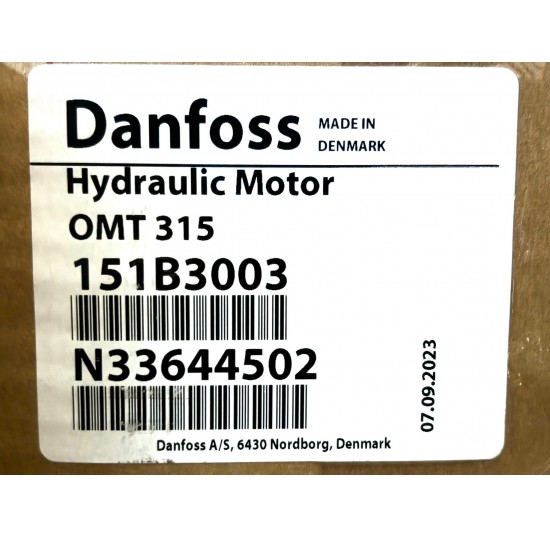 Danfoss
MADE IN
DENMARK
Hydraulic Motor
OMT 315
151B3003
N33644502
07.09.2023
Danfoss A/S, 6430 Nordborg, Denmark